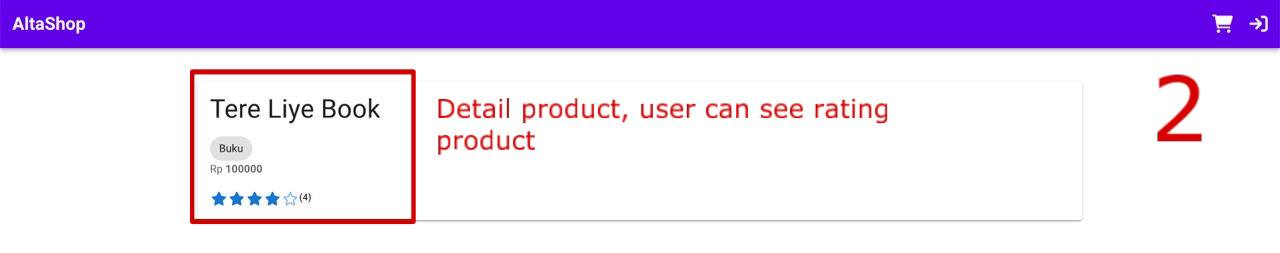 AltaShop
2
Tere Liye Book
Detail product, user can see rating
product
Buku
Rp 100000
(4)